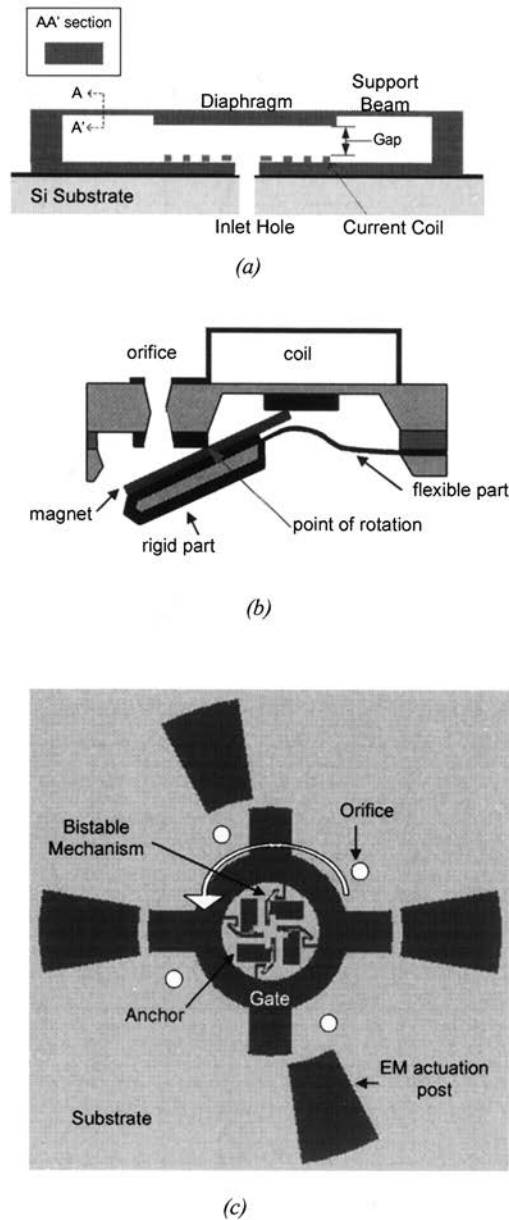 AA' section
A
A'
Diaphragm
Support
Beam
Gap
Si Substrate
Inlet Hole
Current Coil
(a)
orifice
coil
magnet
rigid part
point of rotation
flexible part
(b)
Bistable
Mechanism
Orifice
Anchor
Gate
EM actuation
post
Substrate
(c)